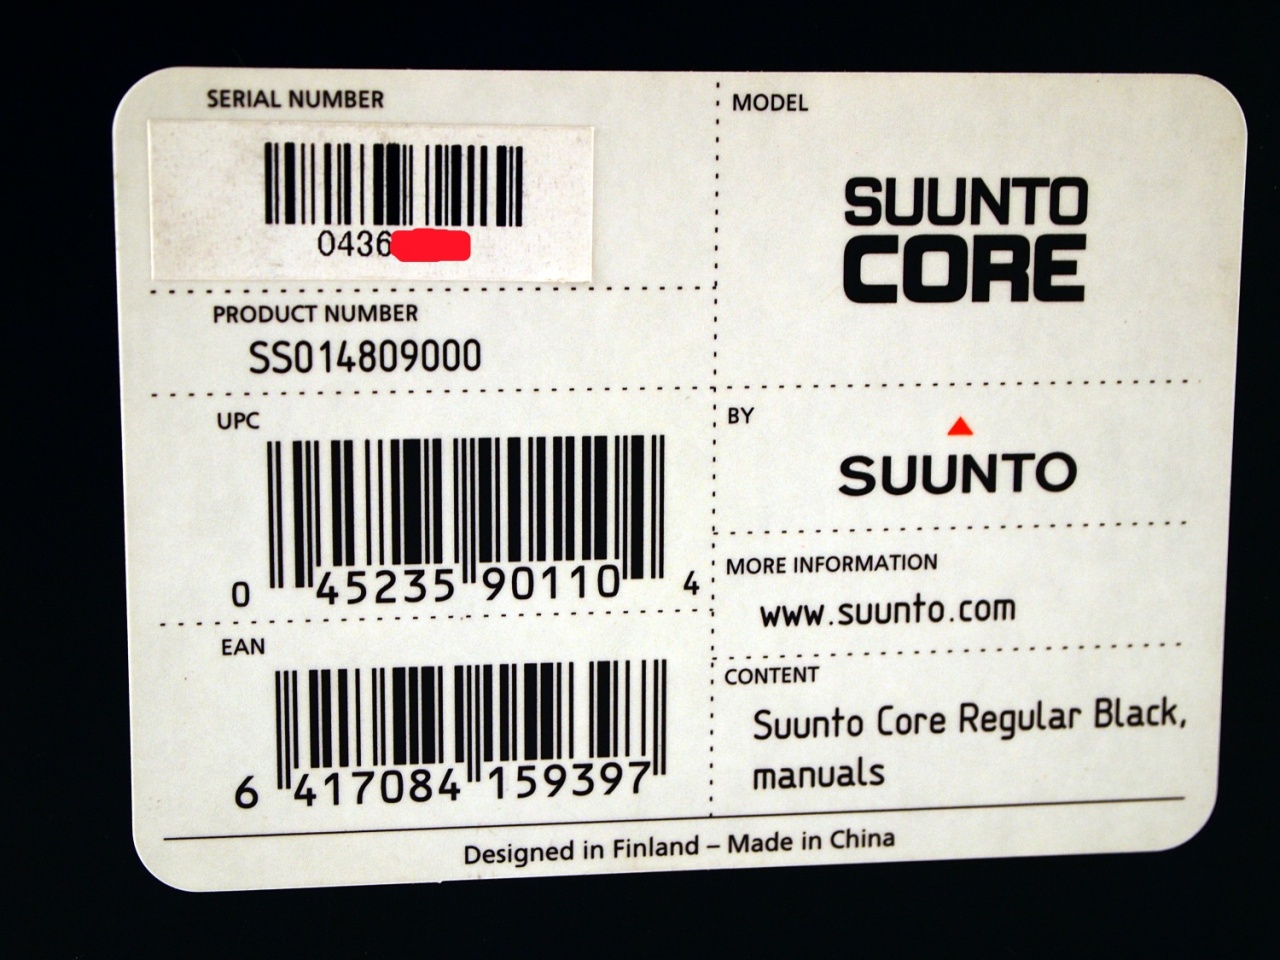 SERIAL NUMBER
0436
PRODUCT NUMBER
SS014809000
UPC
0 45235 90110 4
EAN
6 417084 159397
MODEL
SUUNTO
CORE
BY
SUUNTO
MORE INFORMATION
www.suunto.com
CONTENT
Suunto Core Regular Black,
manuals
Designed in Finland – Made in China